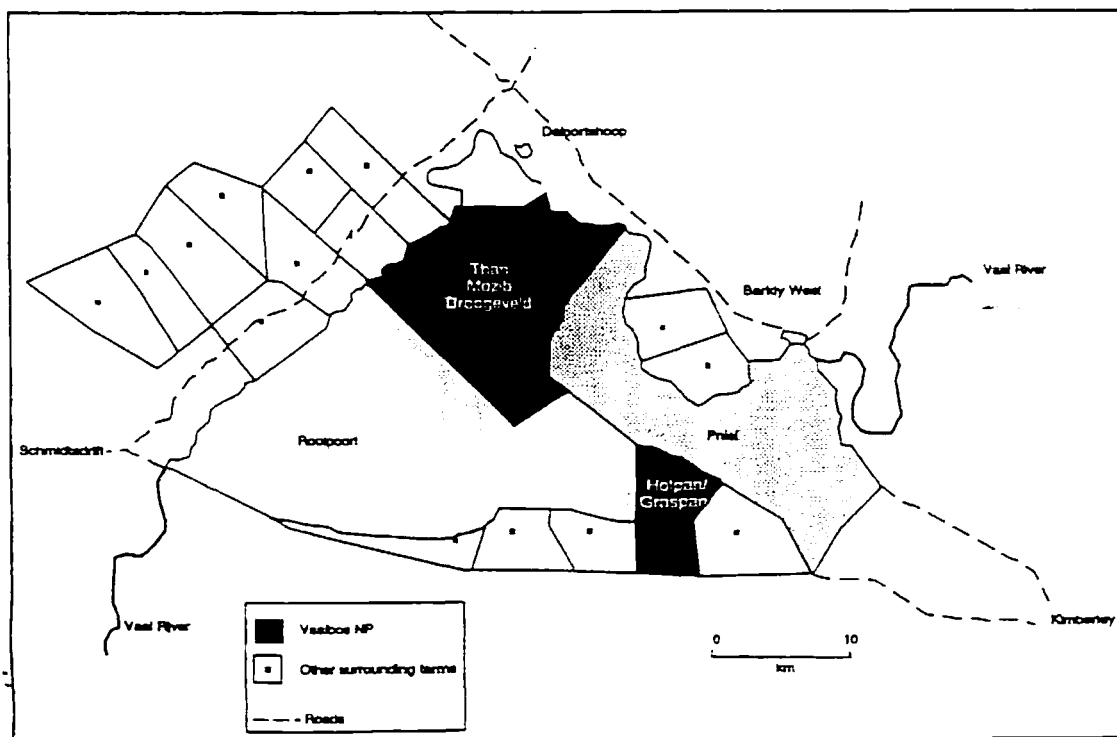 Delportshoop
Than
Mozib
Droogeveld
Vaal River
Barkly West
Rooipoort
Pniel
Schmidtsdrift
Holpan/
Graspan
Vaal River
Vaalbos NP
Other surrounding farms
Roads
0 10
km
Kimberley